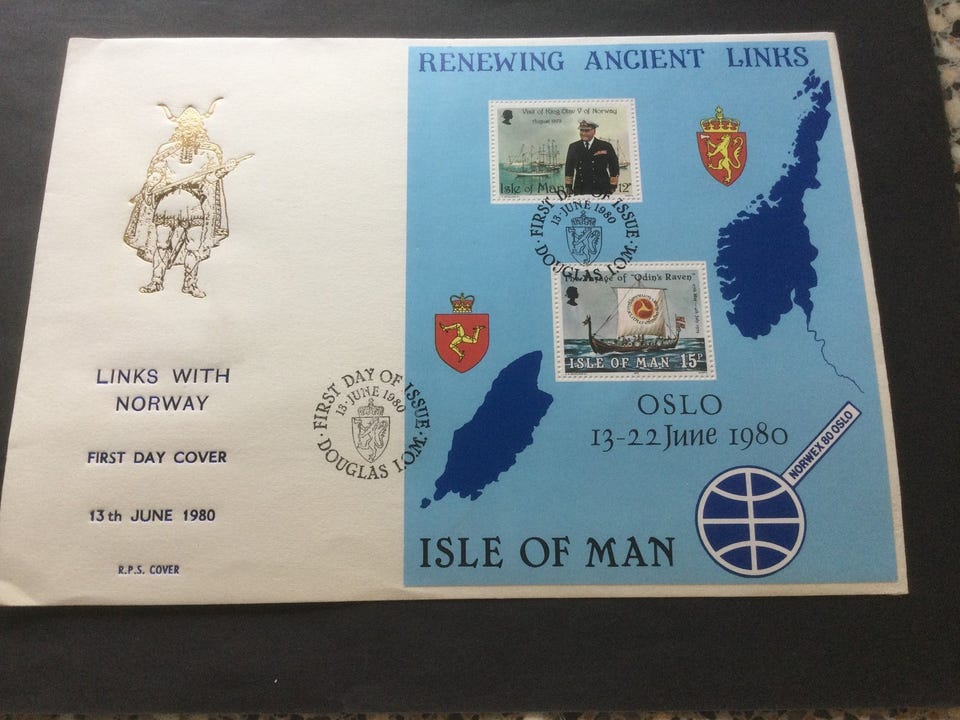 LINKS WITH
NORWAY
FIRST DAY COVER
13th JUNE 1980
R.P.S. COVER
FIRST DAY OF ISSUE
13·JUNE 1980
DOUGLAS I.O.M.
RENEWING ANCIENT LINKS
Visit of King Olav V of Norway
August 1979
Isle of Man
12P
FIRST DAY OF ISSUE
13·JUNE 1980
DOUGLAS I.O.M.
The Voyage of "Odin's Raven"
ISLE OF MAN 15P
OSLO
13-22 June 1980
NORWEX 80 OSLO
ISLE OF MAN